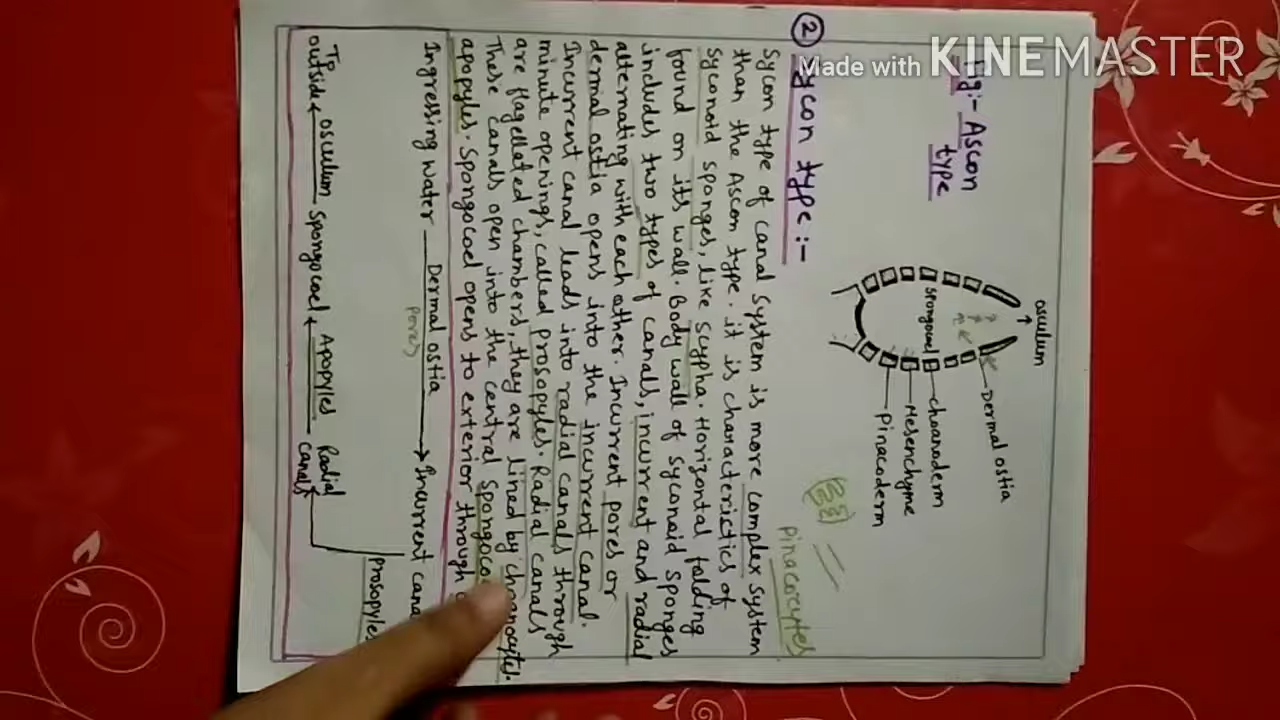 Made with KINEMASTER
Fig:- Ascon
type
osculum
Dermal ostia
choanoderm
Mesenchyme
Pinacoderm
spongocoel
Pinacocytes
② Sycon type :-
Sycon type of canal system is more complex system
than the Ascon type. it is characteristics of
syconoid sponges, like scypha. Horizontal folding
found on its wall. Body wall of syconoid sponges
includes two types of canals, incurrent and radial
alternating with each other. Incurrent pores or
dermal ostia opens into the incurrent canal.
Incurrent canal leads into radial canals through
minute openings, called prosopyles. Radial canals
are flagellated chambers, they are lined by choanocytes.
These canals open into the central spongocoe
apopyles. Spongocoel opens to exterior through
Ingressing water Dermal ostia → Incurrent cana
Pores
Prosopyles
To outside ← osculum spongocoel ← Apopyles Radial canals